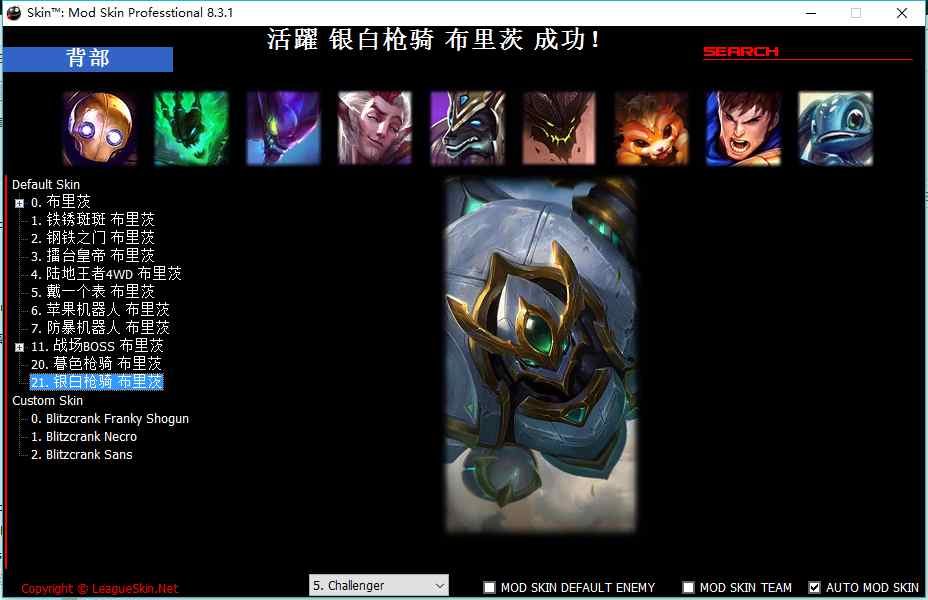 Skin™: Mod Skin Professtional 8.3.1
活躍 银白枪骑 布里茨 成功!
背部
SEARCH
Default Skin
0. 布里茨
1. 铁锈斑斑 布里茨
2. 钢铁之门 布里茨
3. 擂台皇帝 布里茨
4. 陆地王者4WD 布里茨
5. 戴一个表 布里茨
6. 苹果机器人 布里茨
7. 防暴机器人 布里茨
11. 战场BOSS 布里茨
20. 暮色枪骑 布里茨
21. 银白枪骑 布里茨
Custom Skin
0. Blitzcrank Franky Shogun
1. Blitzcrank Necro
2. Blitzcrank Sans
Copyright © LeagueSkin.Net
5. Challenger
MOD SKIN DEFAULT ENEMY
MOD SKIN TEAM
AUTO MOD SKIN